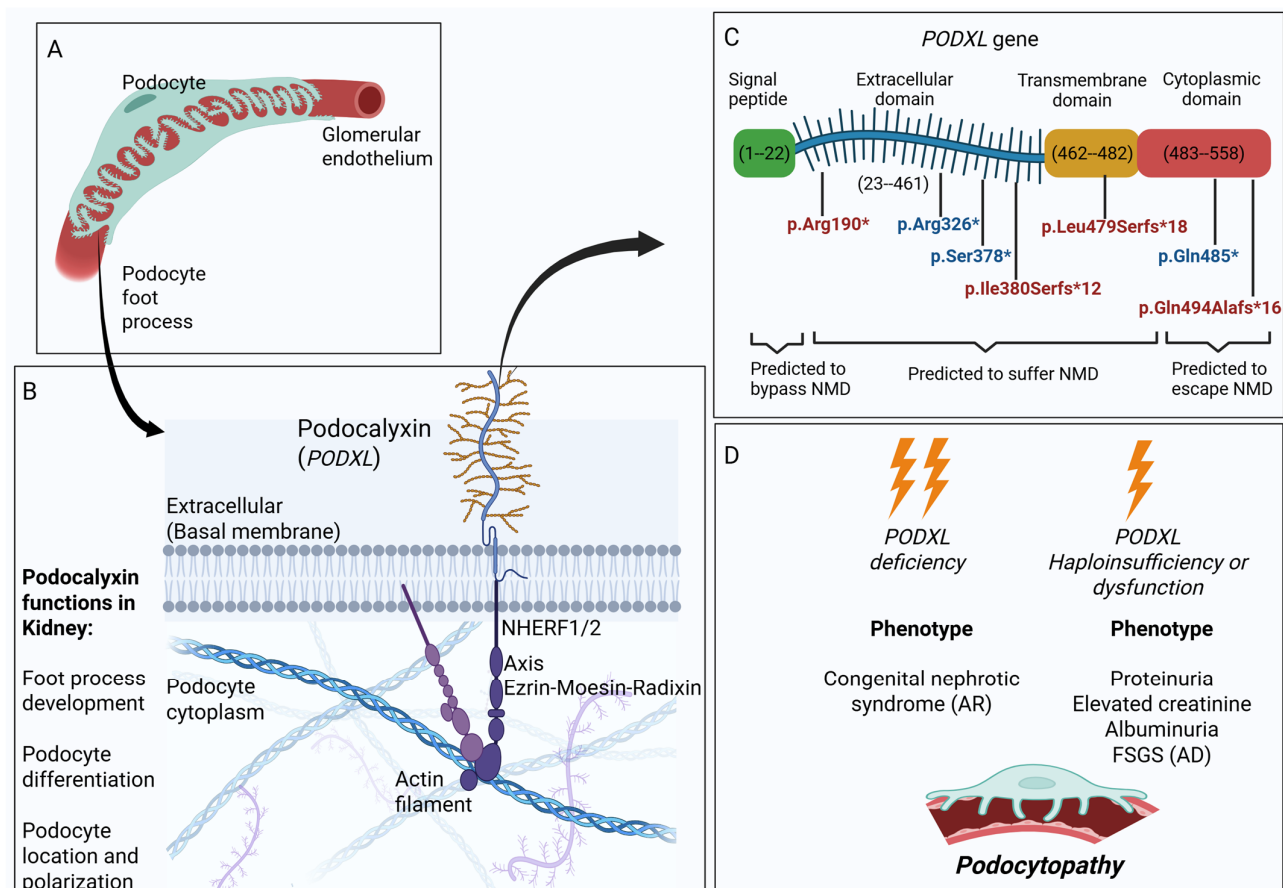 A
Podocyte
Glomerular
endothelium
Podocyte
foot
process
B
Podocalyxin
(PODXL)
Extracellular
(Basal membrane)
Podocalyxin
functions in
Kidney:
Foot process
development
Podocyte
differentiation
Podocyte
location and
polarization
NHERF1/2
Axis
Ezrin-Moesin-Radixin
Podocyte
cytoplasm
Actin
filament
C
PODXL gene
Signal
peptide
Extracellular
domain
Transmembrane
domain
Cytoplasmic
domain
(1--22)
(23--461)
(462--482)
(483--558)
p.Arg190*
p.Arg326*
p.Ser378*
p.Ile380Serfs*12
p.Leu479Serfs*18
p.Gln485*
p.Gln494Alafs*16
Predicted to
bypass NMD
Predicted to suffer NMD
Predicted to
escape NMD
D
PODXL
deficiency
Phenotype
Congenital nephrotic
syndrome (AR)
PODXL
Haploinsufficiency or
dysfunction
Phenotype
Proteinuria
Elevated creatinine
Albuminuria
FSGS (AD)
Podocytopathy